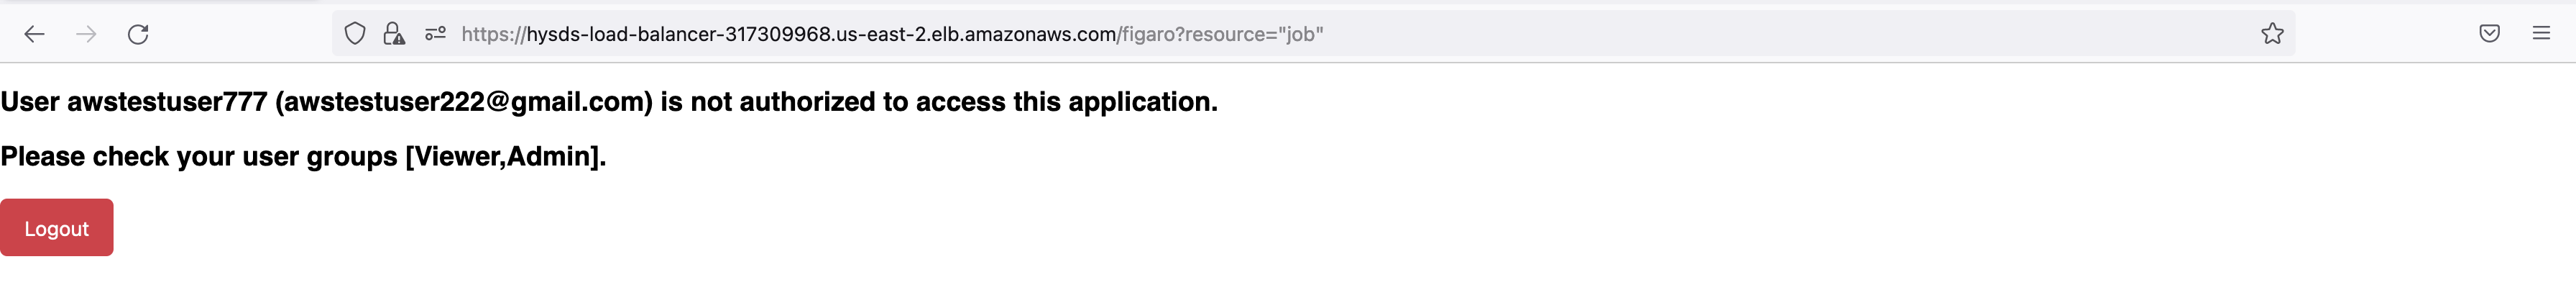 https://hysds-load-balancer-317309968.us-east-2.elb.amazonaws.com/figaro?resource="job"
User awstestuser777 (awstestuser222@gmail.com) is not authorized to access this application.
Please check your user groups [Viewer,Admin].
Logout